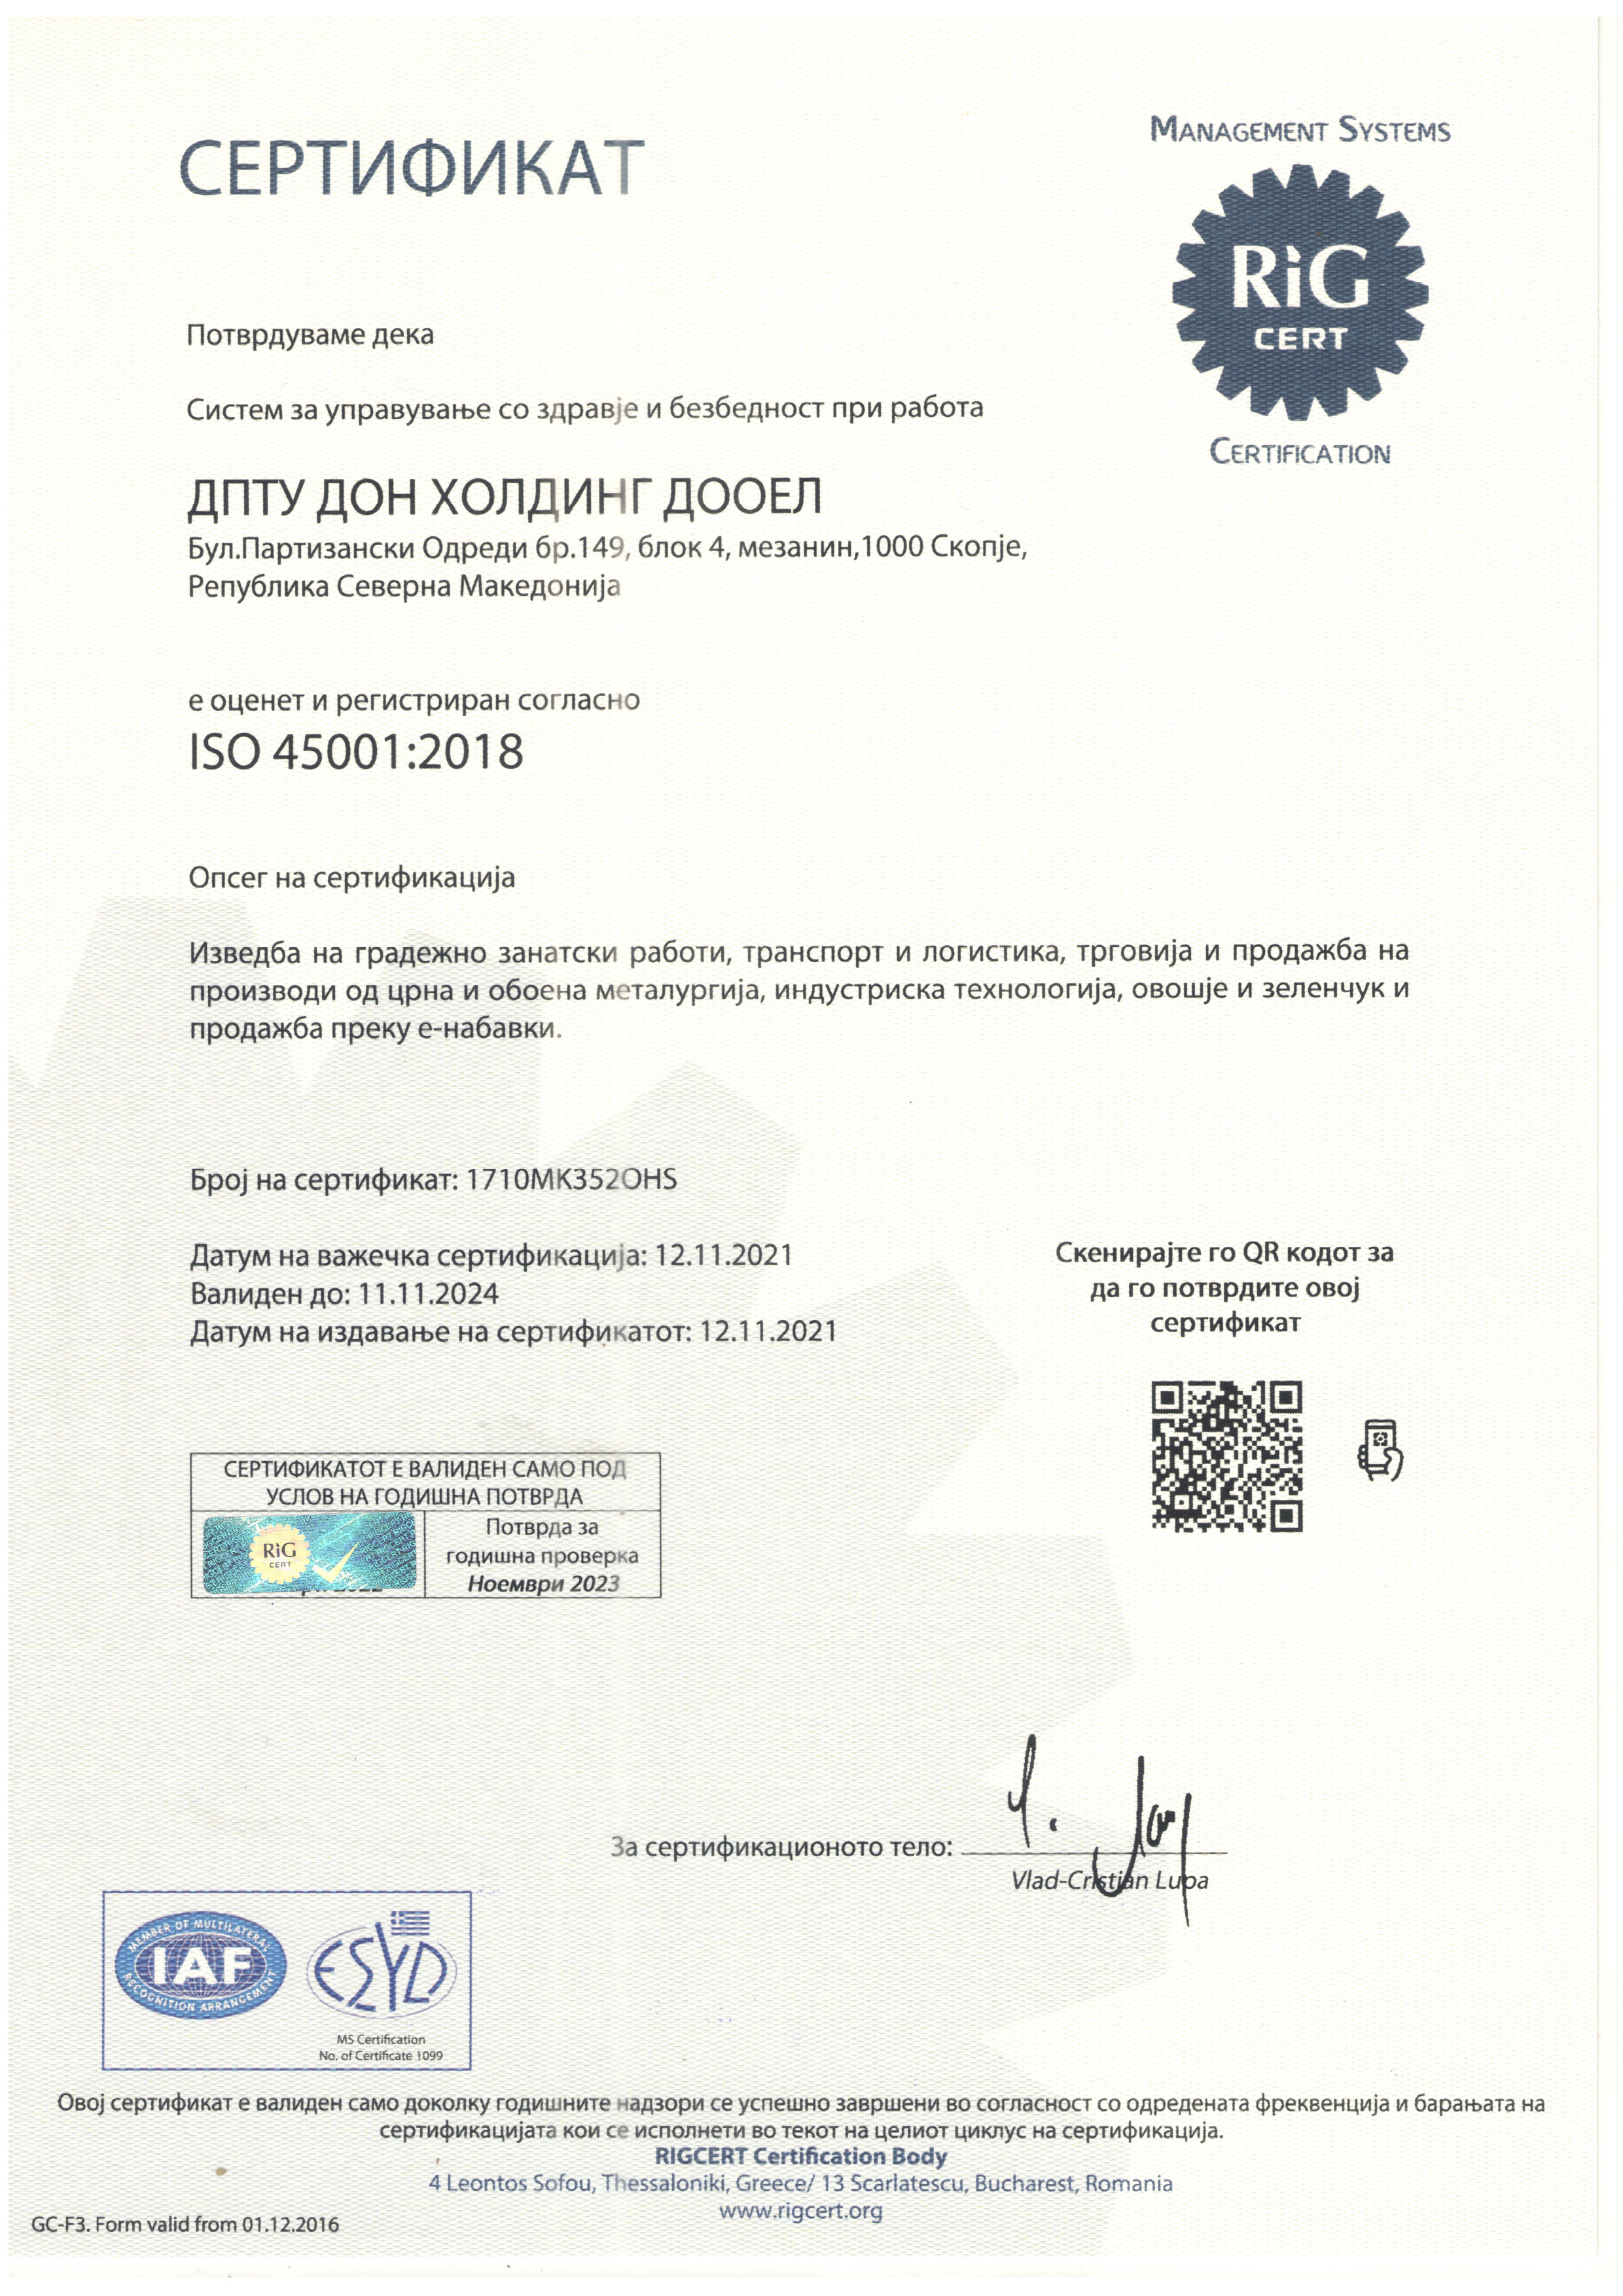 СЕРТИФИКАТ
MANAGEMENT SYSTEMS
RiG
CERT
CERTIFICATION
Потврдуваме дека
Систем за управување со здравје и безбедност при работа
ДПТУ ДОН ХОЛДИНГ ДООЕЛ
Бул.Партизански Одреди бр.149, блок 4, мезанин,1000 Скопје,
Република Северна Македонија
е оценет и регистриран согласно
ISO 45001:2018
Опсег на сертификација
Изведба на градежно занатски работи, транспорт и логистика, трговија и продажба на
производи од црна и обоена металургија, индустриска технологија, овошје и зеленчук и
продажба преку е-набавки.
Број на сертификат: 1710MK352OHS
Датум на важечка сертификација: 12.11.2021
Валиден до: 11.11.2024
Датум на издавање на сертификатот: 12.11.2021
Скенирајте го QR кодот за
да го потврдите овој
сертификат
СЕРТИФИКАТОТ Е ВАЛИДЕН САМО ПОД
УСЛОВ НА ГОДИШНА ПОТВРДА
RiG
CERT
Потврда за
годишна проверка
Ноември 2023
За сертификационото тело:
Vlad-Cristian Lupa
MEMBER OF MULTILATERAL
IAF
RECOGNITION ARRANGEMENT
ESYD
MS Certification
No. of Certificate 1099
Овој сертификат е валиден само доколку годишните надзори се успешно завршени во согласност со одредената фреквенција и барањата на
сертификацијата кои се исполнети во текот на целиот циклус на сертификација.
RIGCERT Certification Body
4 Leontos Sofou, Thessaloniki, Greece/ 13 Scarlatescu, Bucharest, Romania
www.rigcert.org
GC-F3. Form valid from 01.12.2016